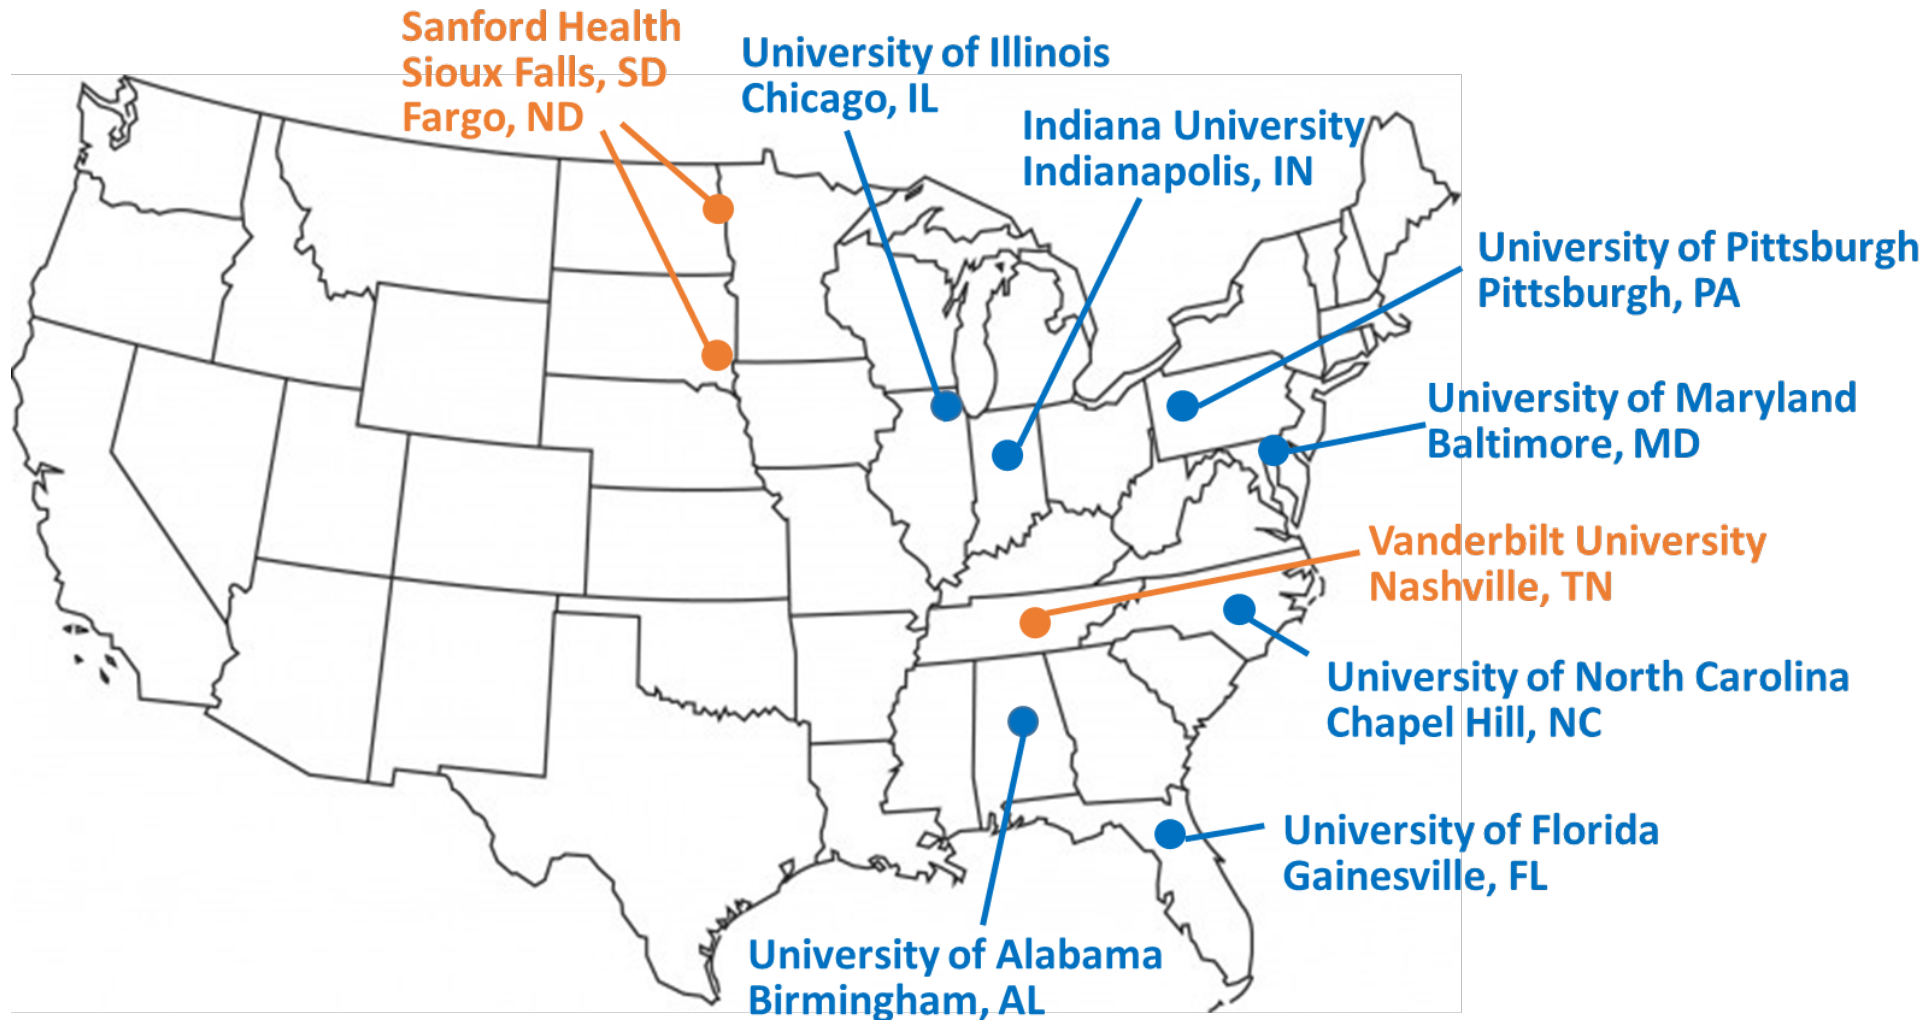 Sanford Health
Sioux Falls, SD
Fargo, ND
University of Illinois
Chicago, IL
Indiana University
Indianapolis, IN
University of Pittsburgh
Pittsburgh, PA
University of Maryland
Baltimore, MD
Vanderbilt University
Nashville, TN
University of North Carolina
Chapel Hill, NC
University of Florida
Gainesville, FL
University of Alabama
Birmingham, AL